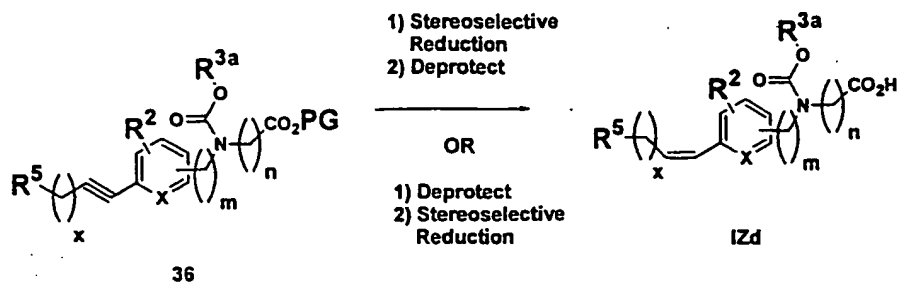 1) Stereoselective
Reduction
2) Deprotect
OR
1) Deprotect
2) Stereoselective
Reduction
R3a
O
O
N
CO2PG
R2
( )n
( )m
X
R5
( )x
36
R3a
O
O
N
CO2H
R2
( )n
( )m
X
R5
( )x
IZd